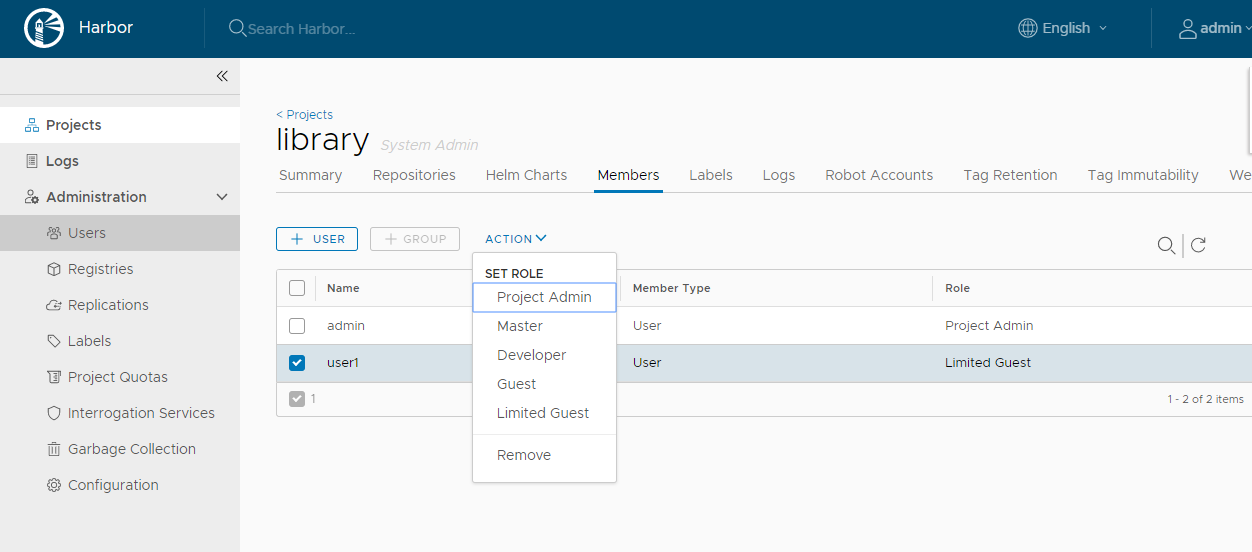 Harbor
Search Harbor...
English
admin
Projects
Logs
Administration
Users
Registries
Replications
Labels
Project Quotas
Interrogation Services
Garbage Collection
Configuration
< Projects
library System Admin
Summary Repositories Helm Charts Members Labels Logs Robot Accounts Tag Retention Tag Immutability We
+ USER + GROUP ACTION
SET ROLE
Project Admin
Master
Developer
Guest
Limited Guest
Remove
Name Member Type Role
admin User Project Admin
user1 User Limited Guest
1 1 - 2 of 2 items